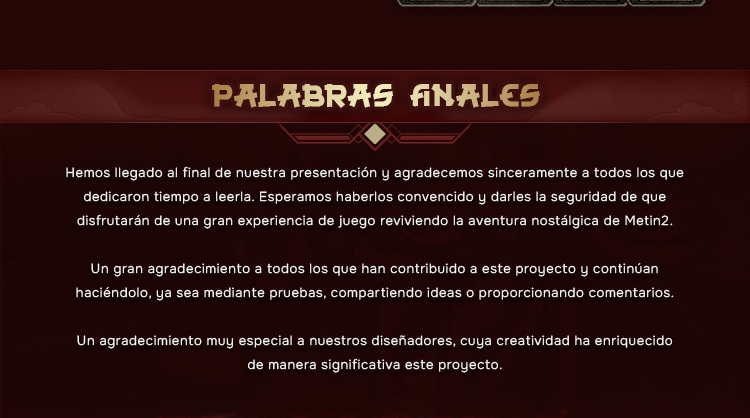 PALABRAS FINALES
Hemos llegado al final de nuestra presentación y agradecemos sinceramente a todos los que
dedicaron tiempo a leerla. Esperamos haberlos convencido y darles la seguridad de que
disfrutarán de una gran experiencia de juego reviviendo la aventura nostálgica de Metin2.
Un gran agradecimiento a todos los que han contribuido a este proyecto y continúan
haciéndolo, ya sea mediante pruebas, compartiendo ideas o proporcionando comentarios.
Un agradecimiento muy especial a nuestros diseñadores, cuya creatividad ha enriquecido
de manera significativa este proyecto.